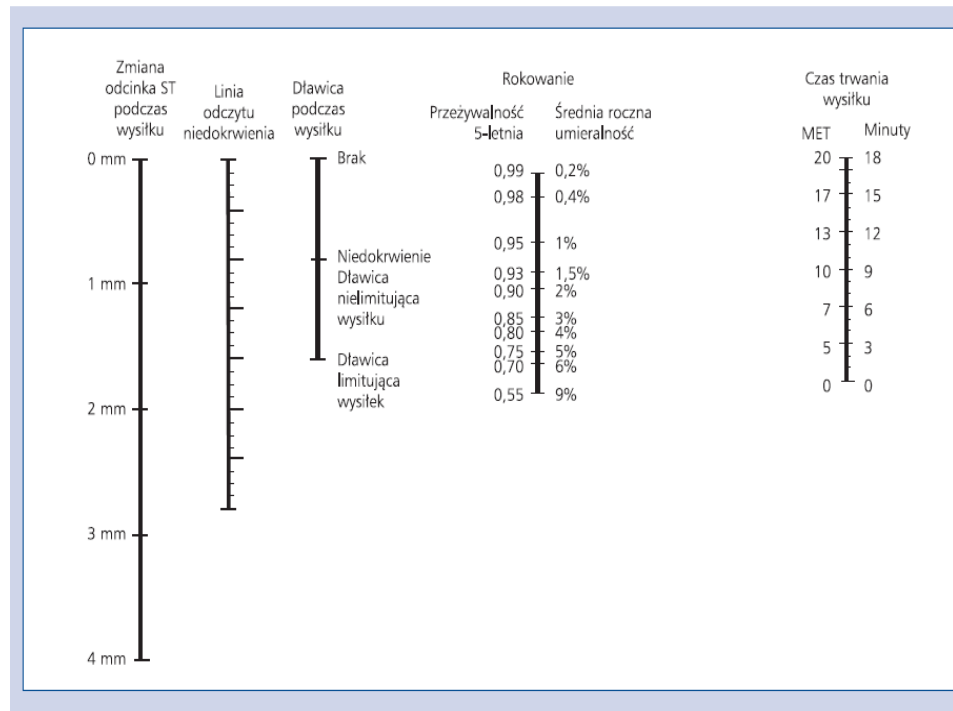 Zmiana
odcinka ST
podczas
wysiłku
0 mm
1 mm
2 mm
3 mm
4 mm
Linia
odczytu
niedokrwienia
Dławica
podczas
wysiłku
Brak
Niedokrwienie
Dławica
nielimitująca
wysiłku
Dławica
limitująca
wysiłek
Rokowanie
Przeżywalność
5-letnia
Średnia roczna
umieralność
0,99 0,2%
0,98 0,4%
0,95 1%
0,93 1,5%
0,90 2%
0,85 3%
0,80 4%
0,75 5%
0,70 6%
0,55 9%
Czas trwania
wysiłku
MET Minuty
20 18
17 15
13 12
10 9
7 6
5 3
0 0